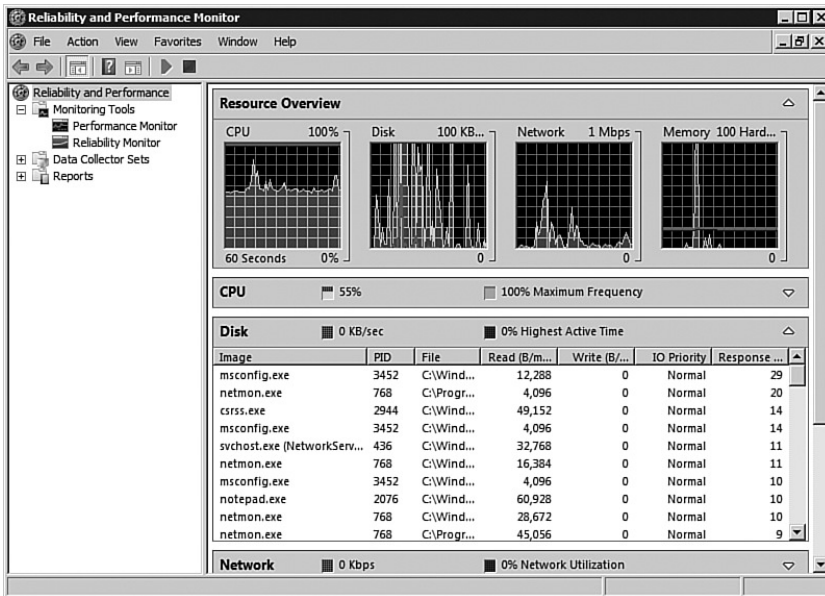 Reliability and Performance Monitor
File Action View Favorites Window Help
Reliability and Performance
Monitoring Tools
Performance Monitor
Reliability Monitor
Data Collector Sets
Reports
Resource Overview
CPU 100% Disk 100 KB... Network 1 Mbps Memory 100 Hard...
60 Seconds 0% 0 0 0
CPU 55% 100% Maximum Frequency
Disk 0 KB/sec 0% Highest Active Time
Image PID File Read (B/m... Write (B/... IO Priority Response ...
msconfig.exe 3452 C:\Wind... 12,288 0 Normal 29
netmon.exe 768 C:\Progr... 4,096 0 Normal 20
csrss.exe 2944 C:\Wind... 49,152 0 Normal 14
msconfig.exe 3452 C:\Wind... 4,096 0 Normal 14
svchost.exe (NetworkServ... 436 C:\Wind... 32,768 0 Normal 11
netmon.exe 768 C:\Wind... 16,384 0 Normal 11
msconfig.exe 3452 C:\Wind... 4,096 0 Normal 10
notepad.exe 2076 C:\Wind... 60,928 0 Normal 10
netmon.exe 768 C:\Wind... 28,672 0 Normal 10
netmon.exe 768 C:\Progr... 45,056 0 Normal 9
Network 0 Kbps 0% Network Utilization